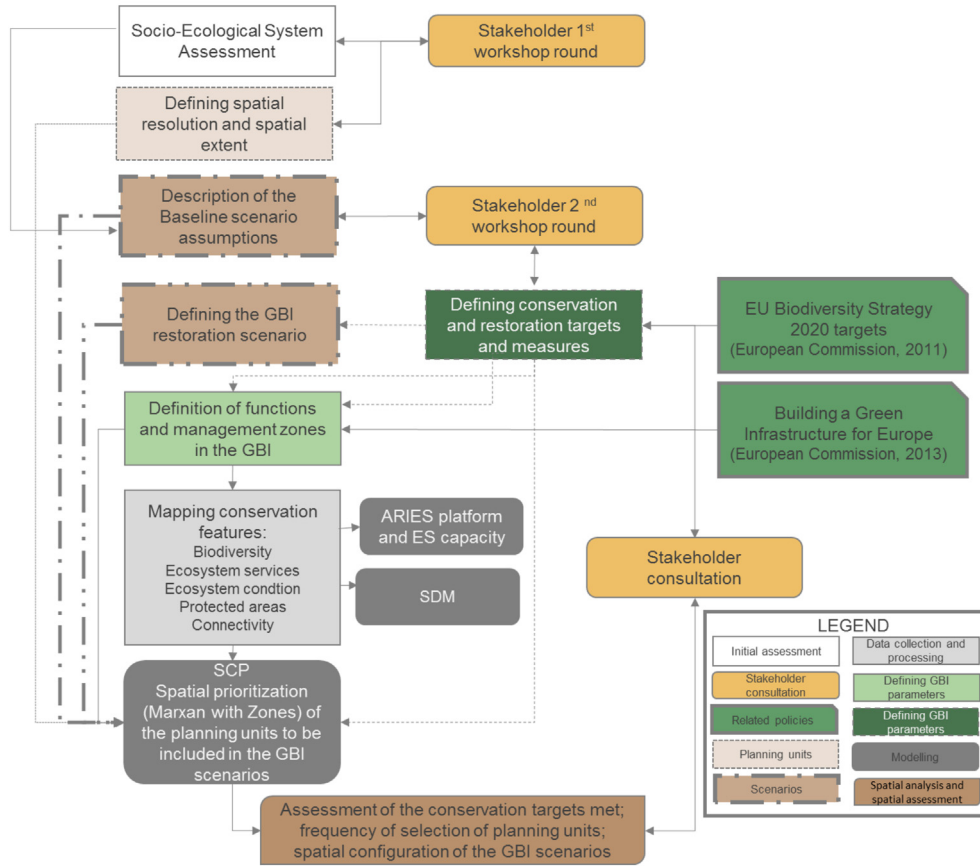 Socio-Ecological System
Assessment
Stakeholder 1st
workshop round
Defining spatial
resolution and spatial
extent
Description of the
Baseline scenario
assumptions
Stakeholder 2 nd
workshop round
Defining the GBI
restoration scenario
Defining conservation
and restoration targets
and measures
EU Biodiversity Strategy
2020 targets
(European Commission, 2011)
Definition of functions
and management zones
in the GBI
Building a Green
Infrastructure for Europe
(European Commission, 2013)
Mapping conservation
features:
Biodiversity
Ecosystem services
Ecosystem condtion
Protected areas
Connectivity
ARIES platform
and ES capacity
SDM
Stakeholder
consultation
SCP
Spatial prioritization
(Marxan with Zones) of
the planning units to be
included in the GBI
scenarios
Assessment of the conservation targets met;
frequency of selection of planning units;
spatial configuration of the GBI scenarios
LEGEND
Initial assessment
Data collection and
processing
Stakeholder
consultation
Defining GBI
parameters
Related policies
Defining GBI
parameters
Planning units
Modelling
Scenarios
Spatial analysis and
spatial assessment